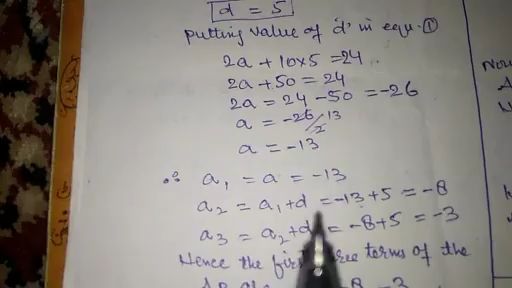 d = 5
Putting value of 'd' in equ. ①
2a + 10×5 = 24
2a + 50 = 24
2a = 24 - 50 = -26
a = -26/2 13
a = -13
∴ a₁ = a = -13
a₂ = a₁+d = -13+5 = -8
a₃ = a₂+d = -8+5 = -3
Hence the first three terms of the